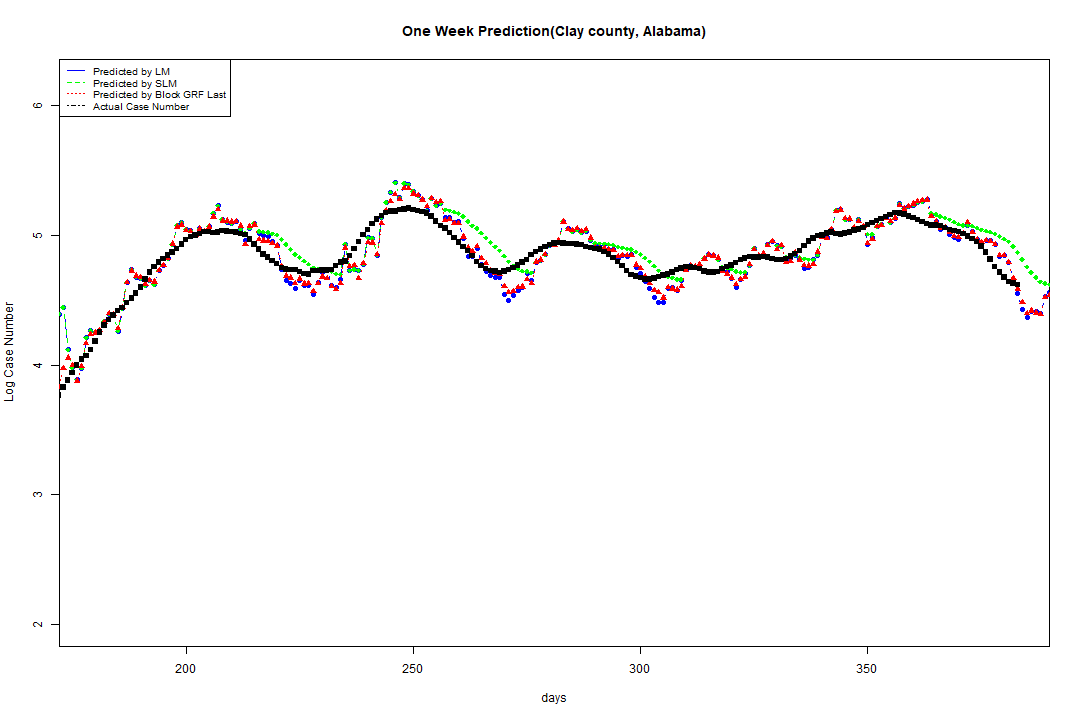 One Week Prediction(Clay county, Alabama)
Predicted by LM
Predicted by SLM
Predicted by Block GRF Last
Actual Case Number
6
5
4
3
2
Log Case Number
200
250
300
350
days